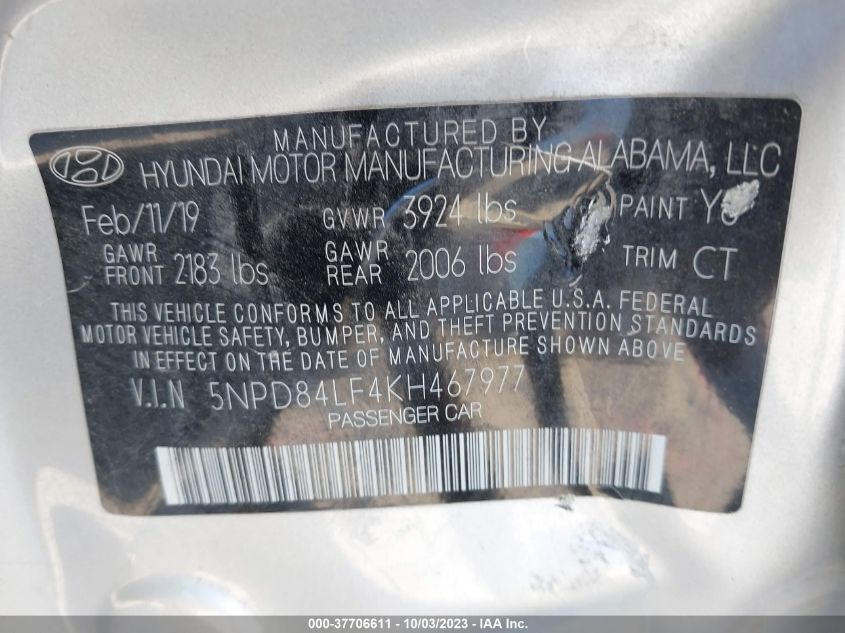 MANUFACTURED BY
HYUNDAI MOTOR MANUFACTURING ALABAMA, LLC
Feb/11/19 GVWR 3924 lbs PAINT
GAWR FRONT 2183 lbs GAWR REAR 2006 lbs TRIM CT
THIS VEHICLE CONFORMS TO ALL APPLICABLE U.S.A. FEDERAL
MOTOR VEHICLE SAFETY, BUMPER, AND THEFT PREVENTION STANDARDS
IN EFFECT ON THE DATE OF MANUFACTURE SHOWN ABOVE.
V.I.N 5NPD84LF4KH467977
PASSENGER CAR
000-37706611 - 10/03/2023 - IAA Inc.